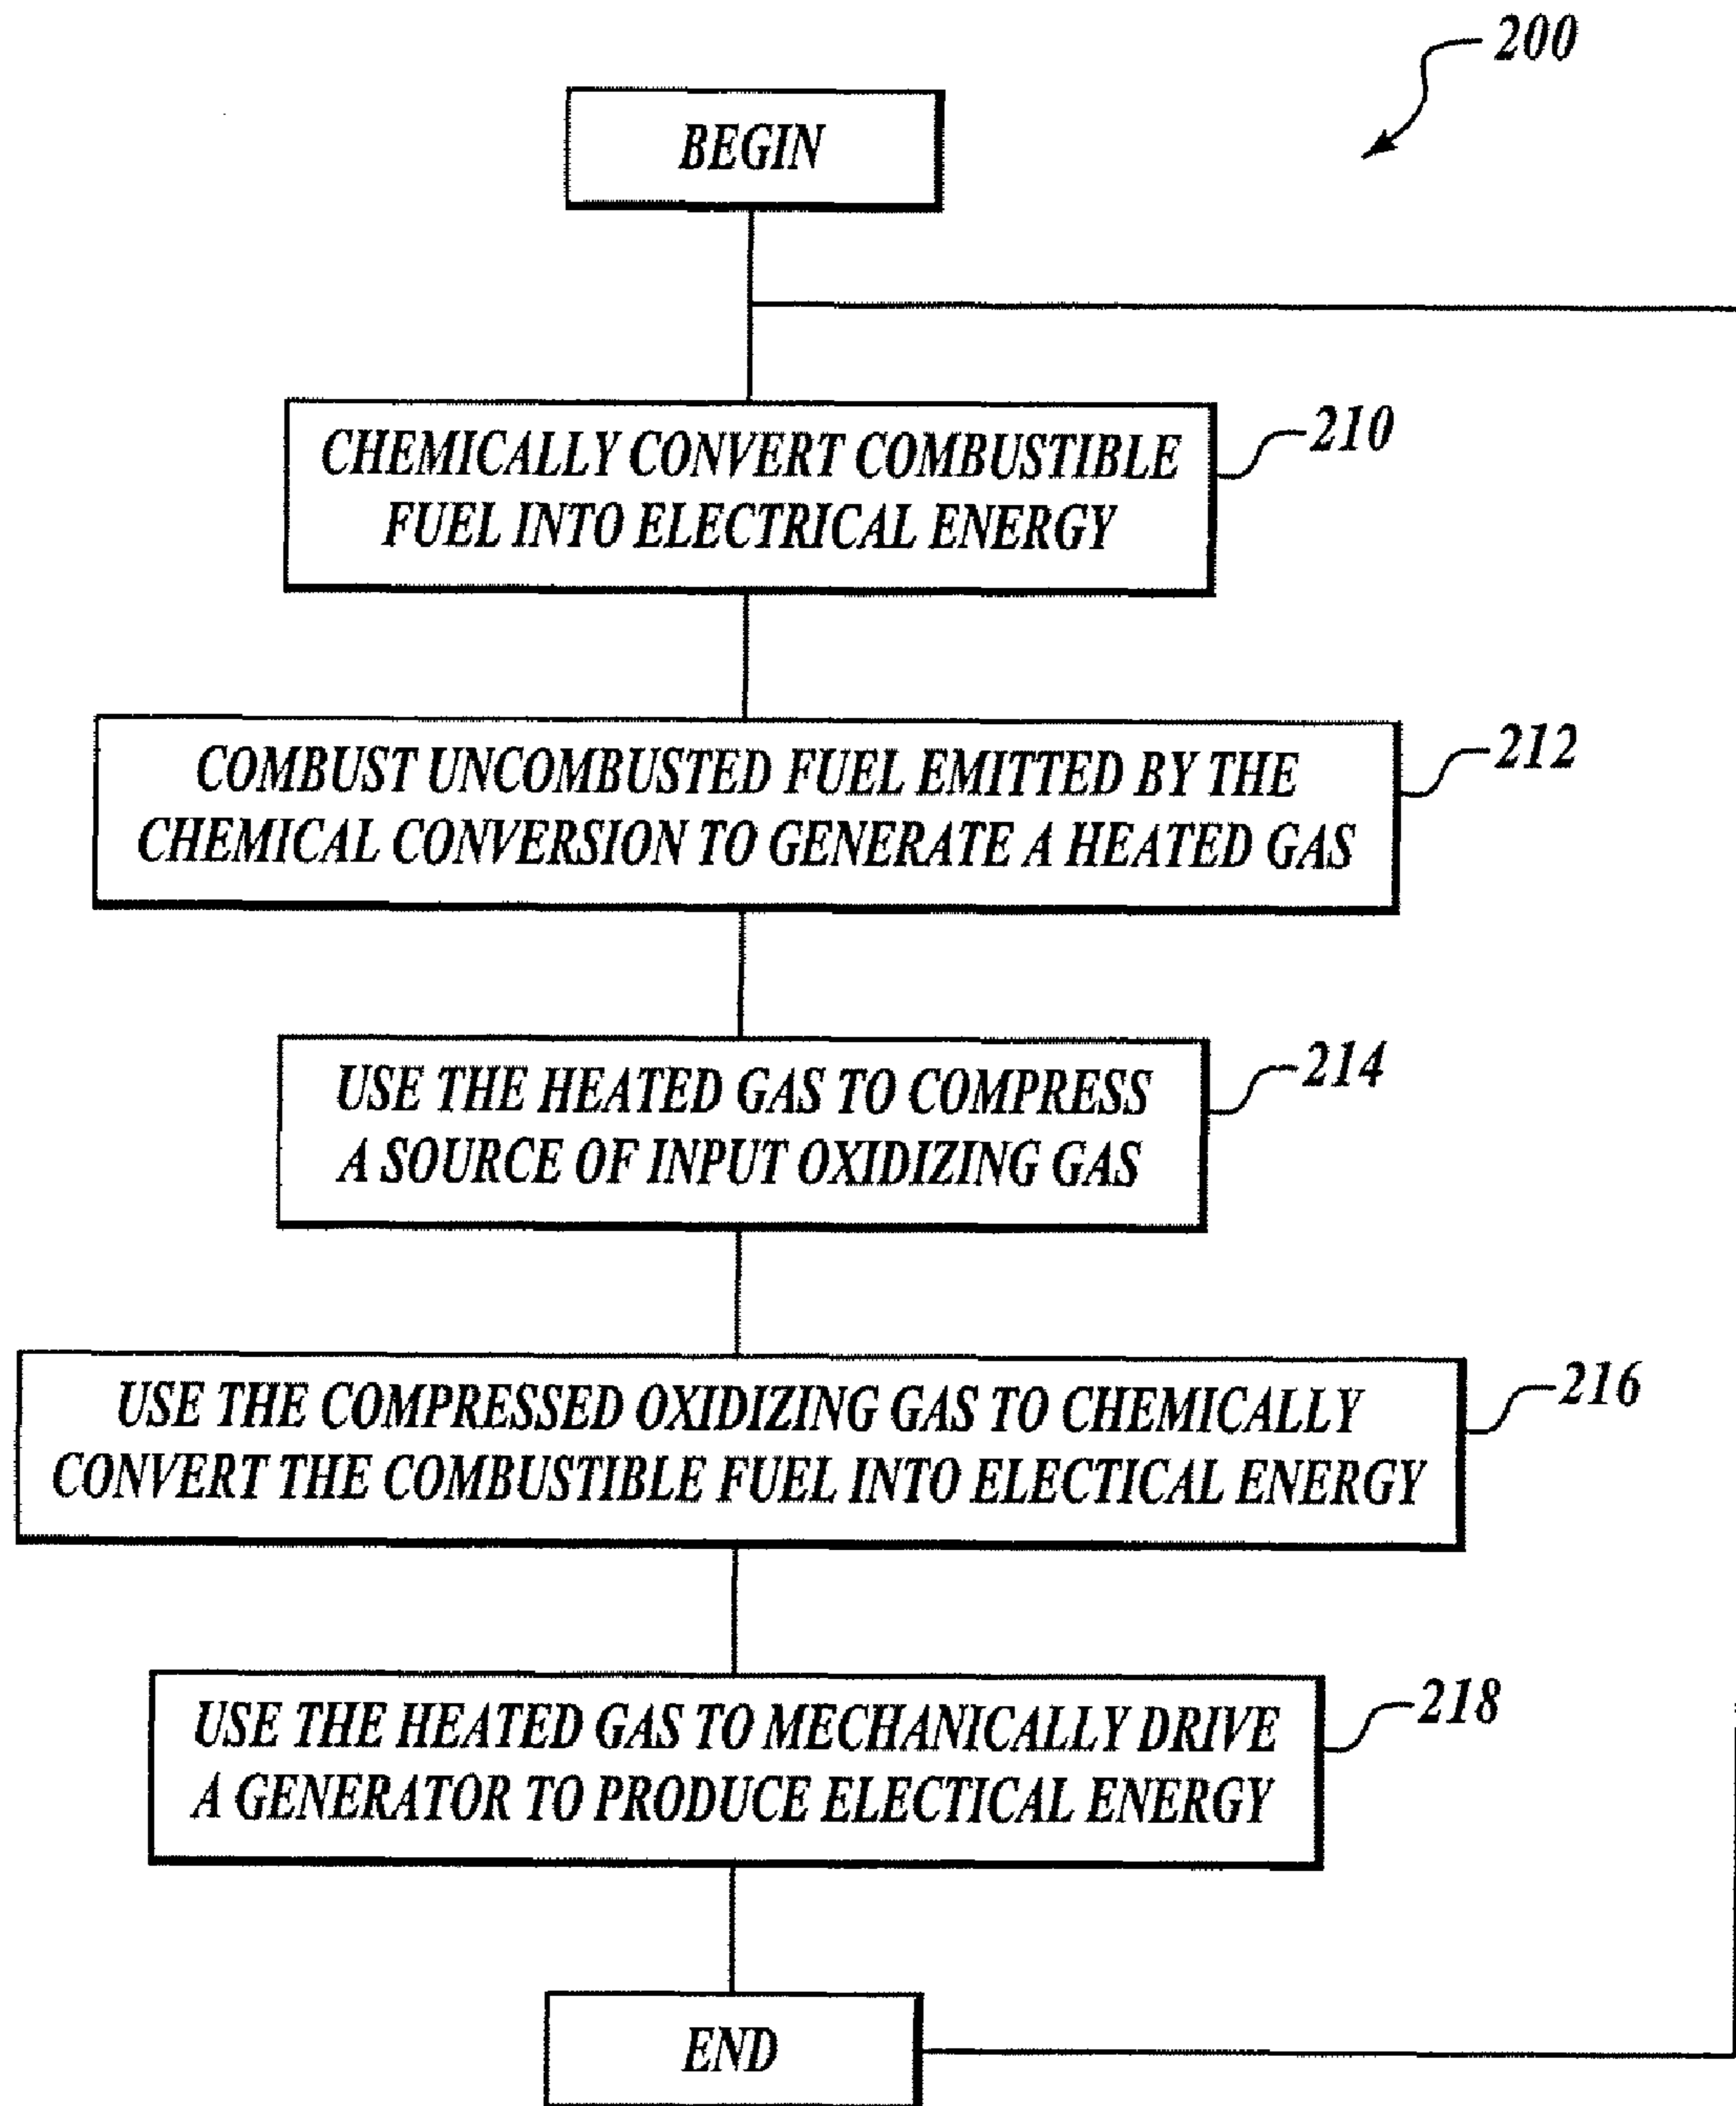 200
BEGIN
CHEMICALLY CONVERT COMBUSTIBLE
FUEL INTO ELECTRICAL ENERGY
210
COMBUST UNCOMBUSTED FUEL EMITTED BY THE
CHEMICAL CONVERSION TO GENERATE A HEATED GAS
212
USE THE HEATED GAS TO COMPRESS
A SOURCE OF INPUT OXIDIZING GAS
214
USE THE COMPRESSED OXIDIZING GAS TO CHEMICALLY
CONVERT THE COMBUSTIBLE FUEL INTO ELECTICAL ENERGY
216
USE THE HEATED GAS TO MECHANICALLY DRIVE
A GENERATOR TO PRODUCE ELECTICAL ENERGY
218
END